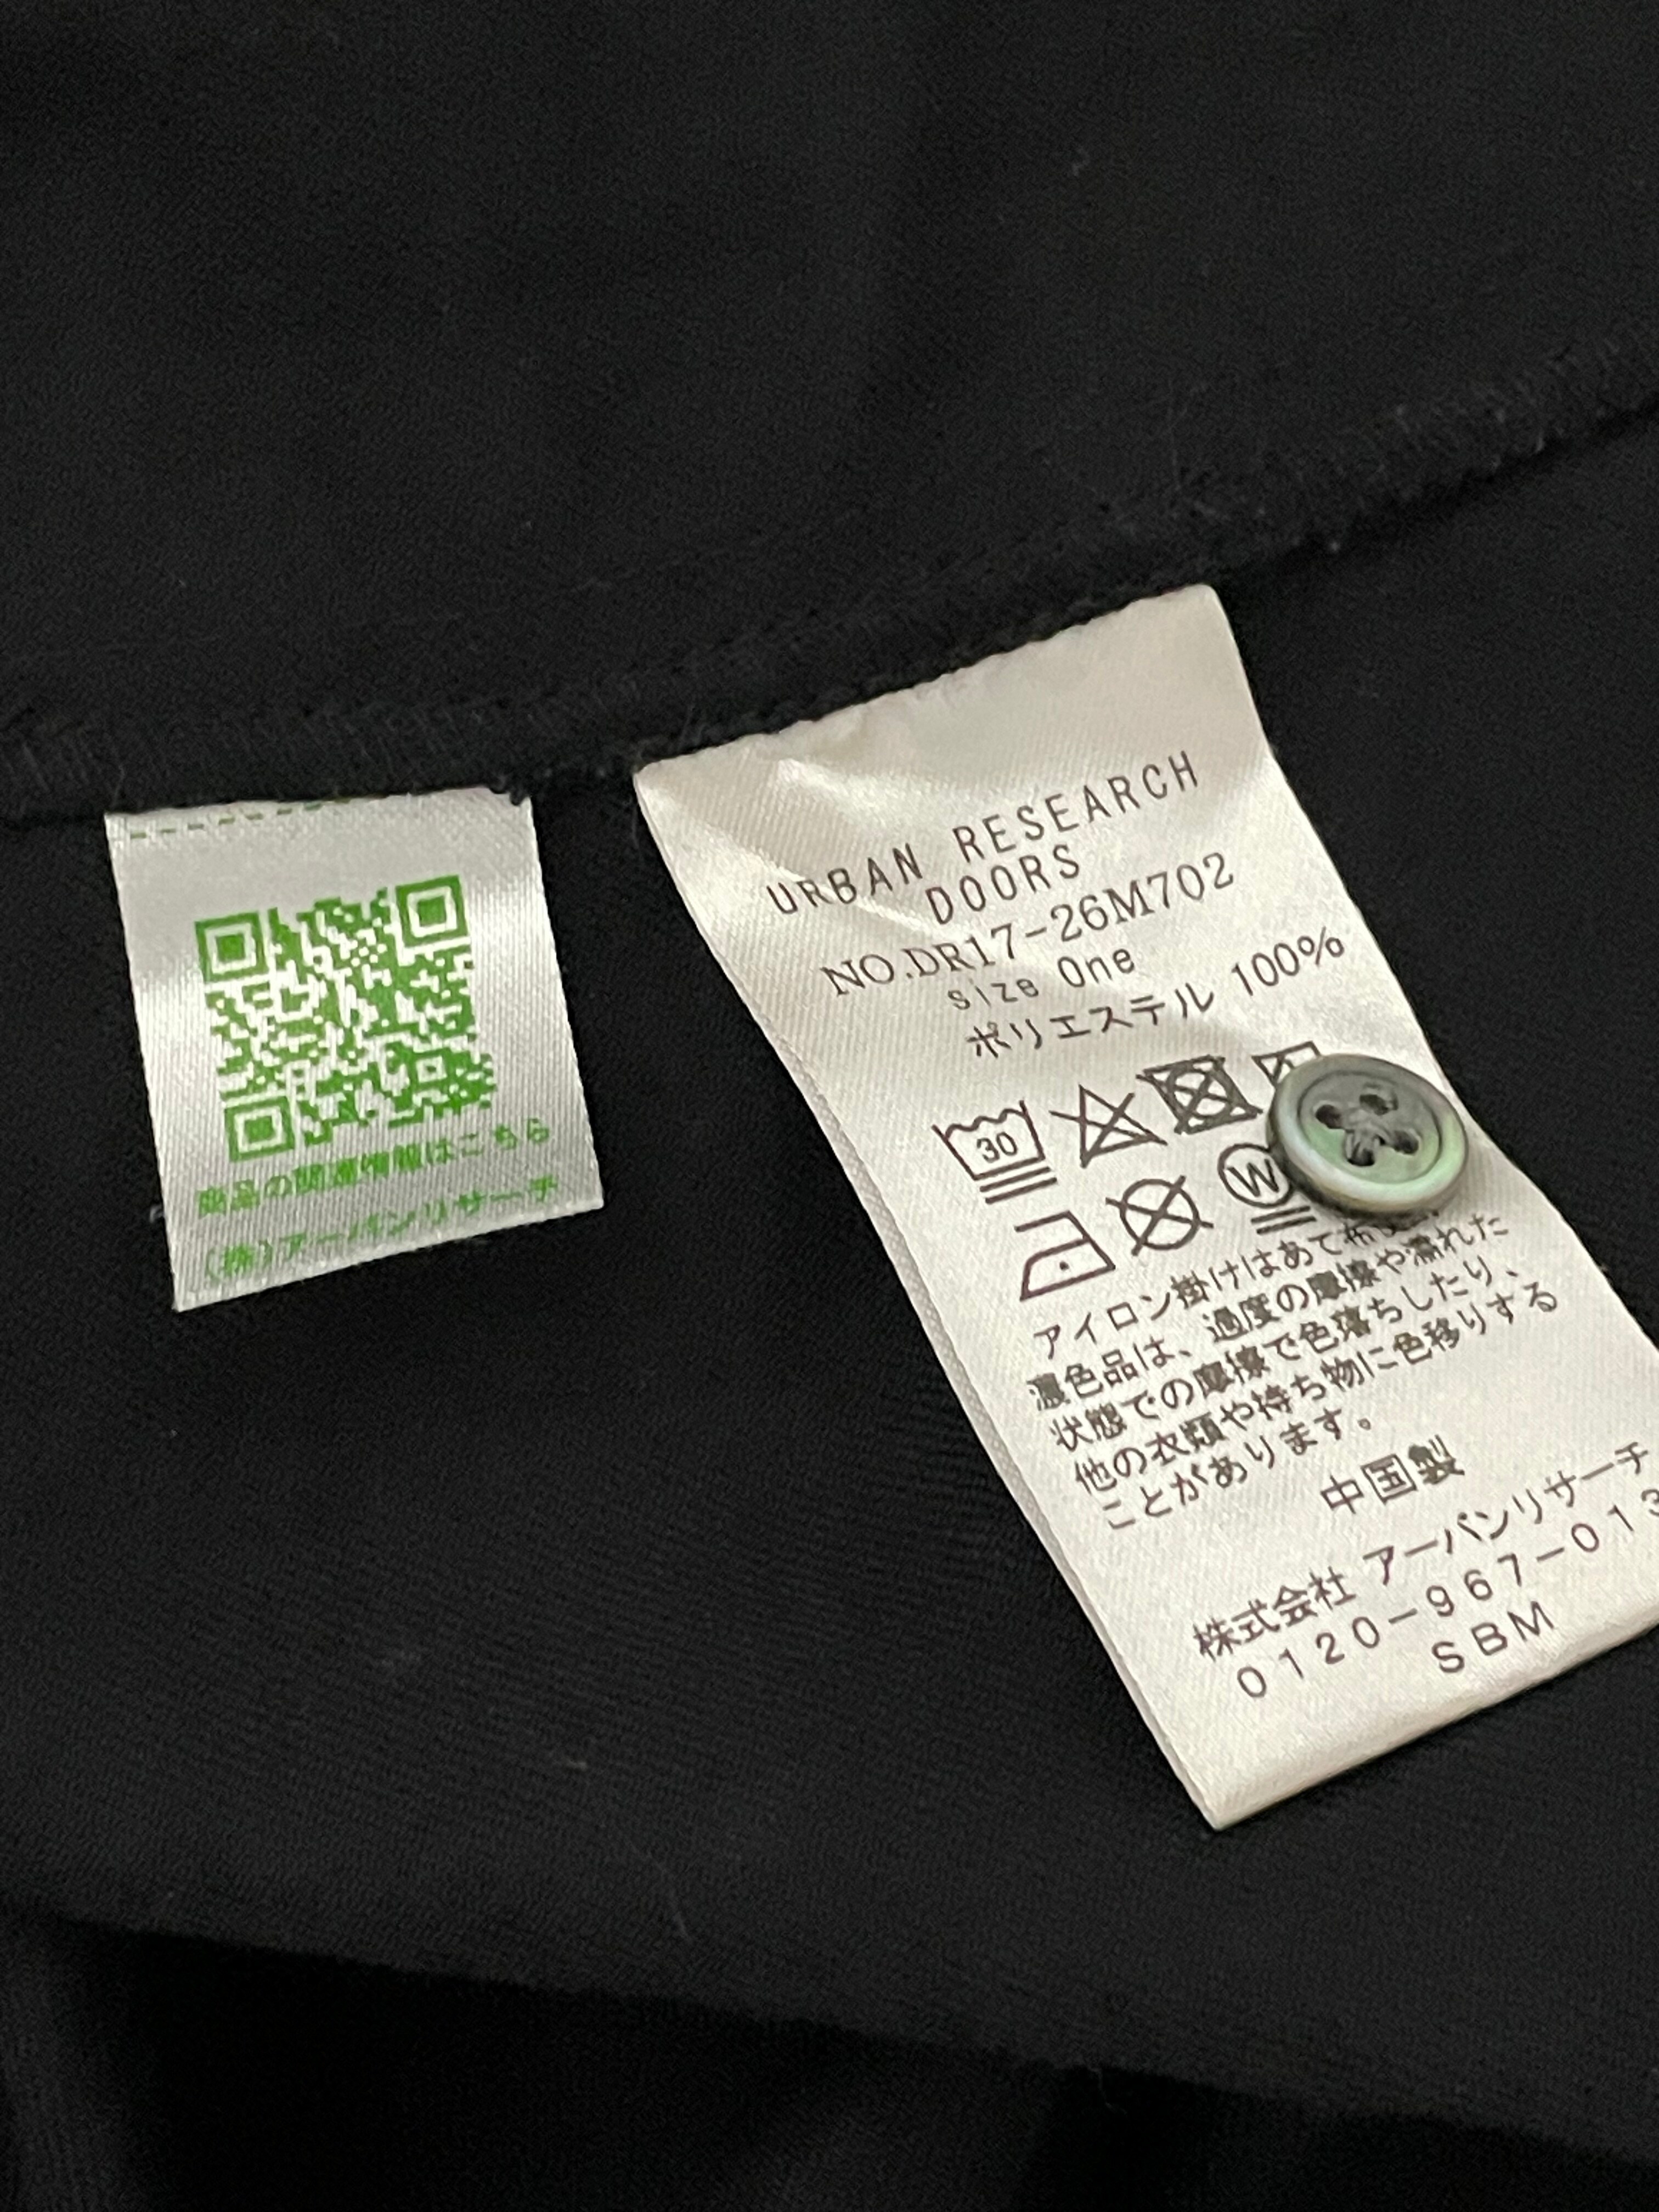 商品の関連情報はこちら
(株)アーバンリサーチ
URBAN RESEARCH
DOORS
NO.DR17-26M702
size One
ポリエステル 100%
30
W
アイロン掛けはあて布
濃色品は、過度の摩擦や濡れた
状態での摩擦で色落ちしたり、
他の衣類や持ち物に色移りする
ことがあります。
中国製
株式会社 アーバンリサーチ
0120-967-013
SBM